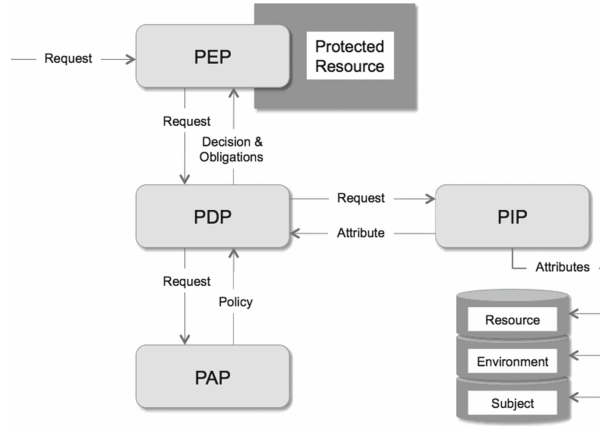 Request
PEP
Protected
Resource
Request
Decision &
Obligations
PDP
Request
PIP
Attribute
Request
Policy
Attributes
PAP
Resource
Environment
Subject